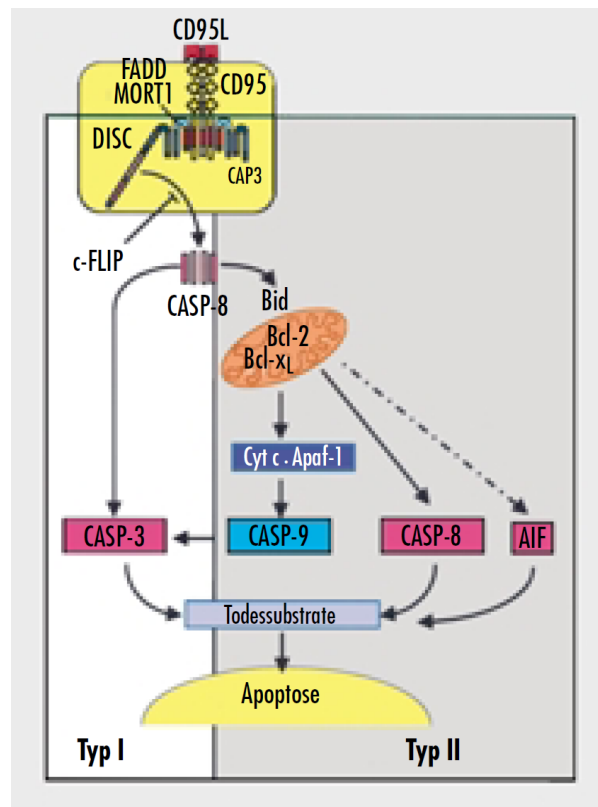 CD95L
FADD
MORT1
CD95
DISC
CAP3
c-FLIP
CASP-8
Bid
Bcl-2
Bcl-xL
Cyt c . Apaf-1
CASP-3
CASP-9
CASP-8
AIF
Todessubstrate
Apoptose
Typ I
Typ II